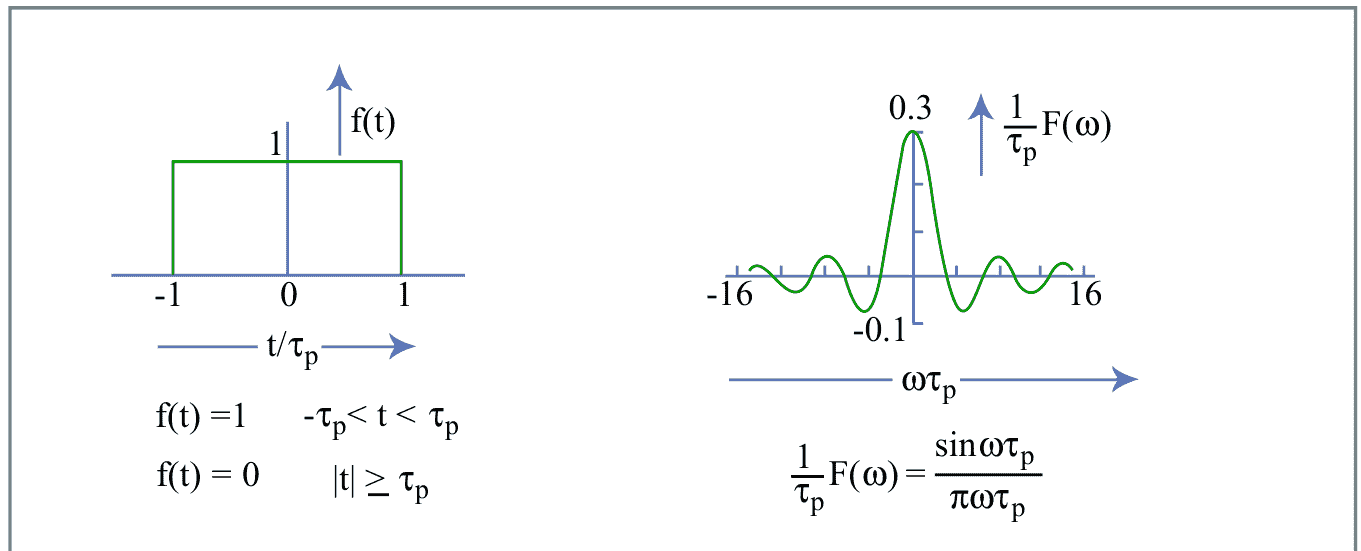 f(t)
1
-1 0 1
t/τp
f(t) =1 -τp< t < τp
f(t) = 0 |t| ≥ τp
0.3
1/τp F(ω)
-16 16
-0.1
ωτp
1/τp F(ω) = sinωτp/πωτp